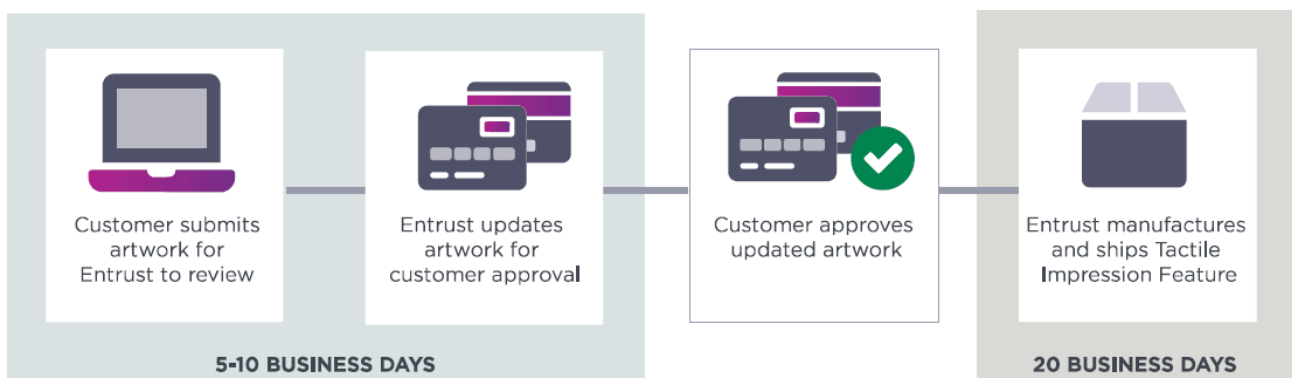 Customer submits
artwork for
Entrust to review
Entrust updates
artwork for
customer approval
Customer approves
updated artwork
Entrust manufactures
and ships Tactile
Impression Feature
5-10 BUSINESS DAYS
20 BUSINESS DAYS